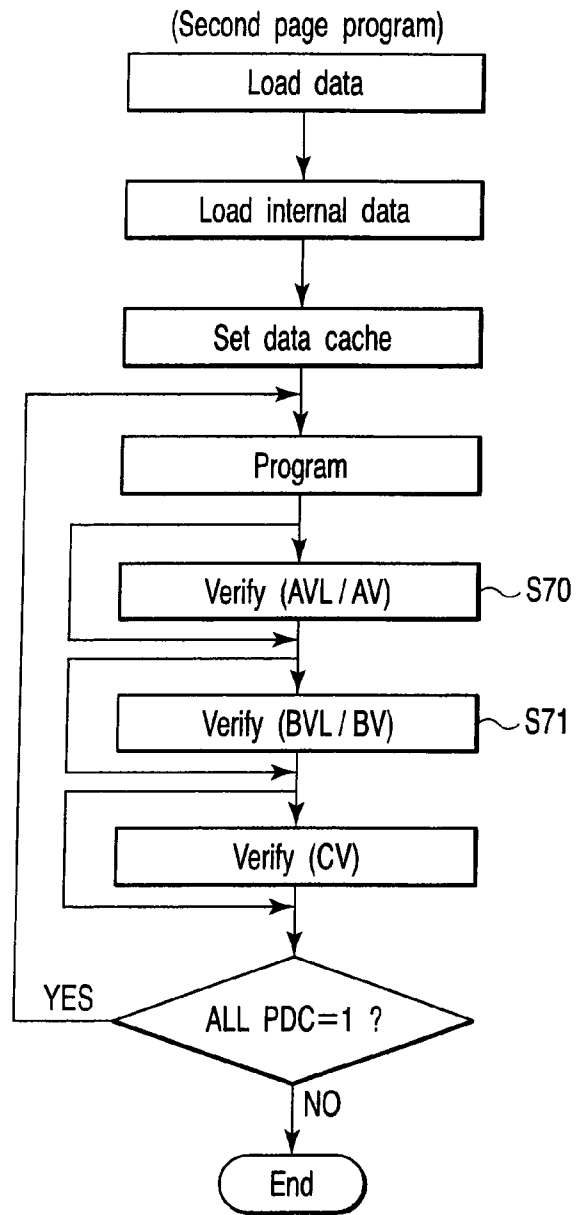 (Second page program)
Load data
Load internal data
Set data cache
Program
Verify (AVL / AV)
S70
Verify (BVL / BV)
S71
Verify (CV)
YES
ALL PDC=1 ?
NO
End